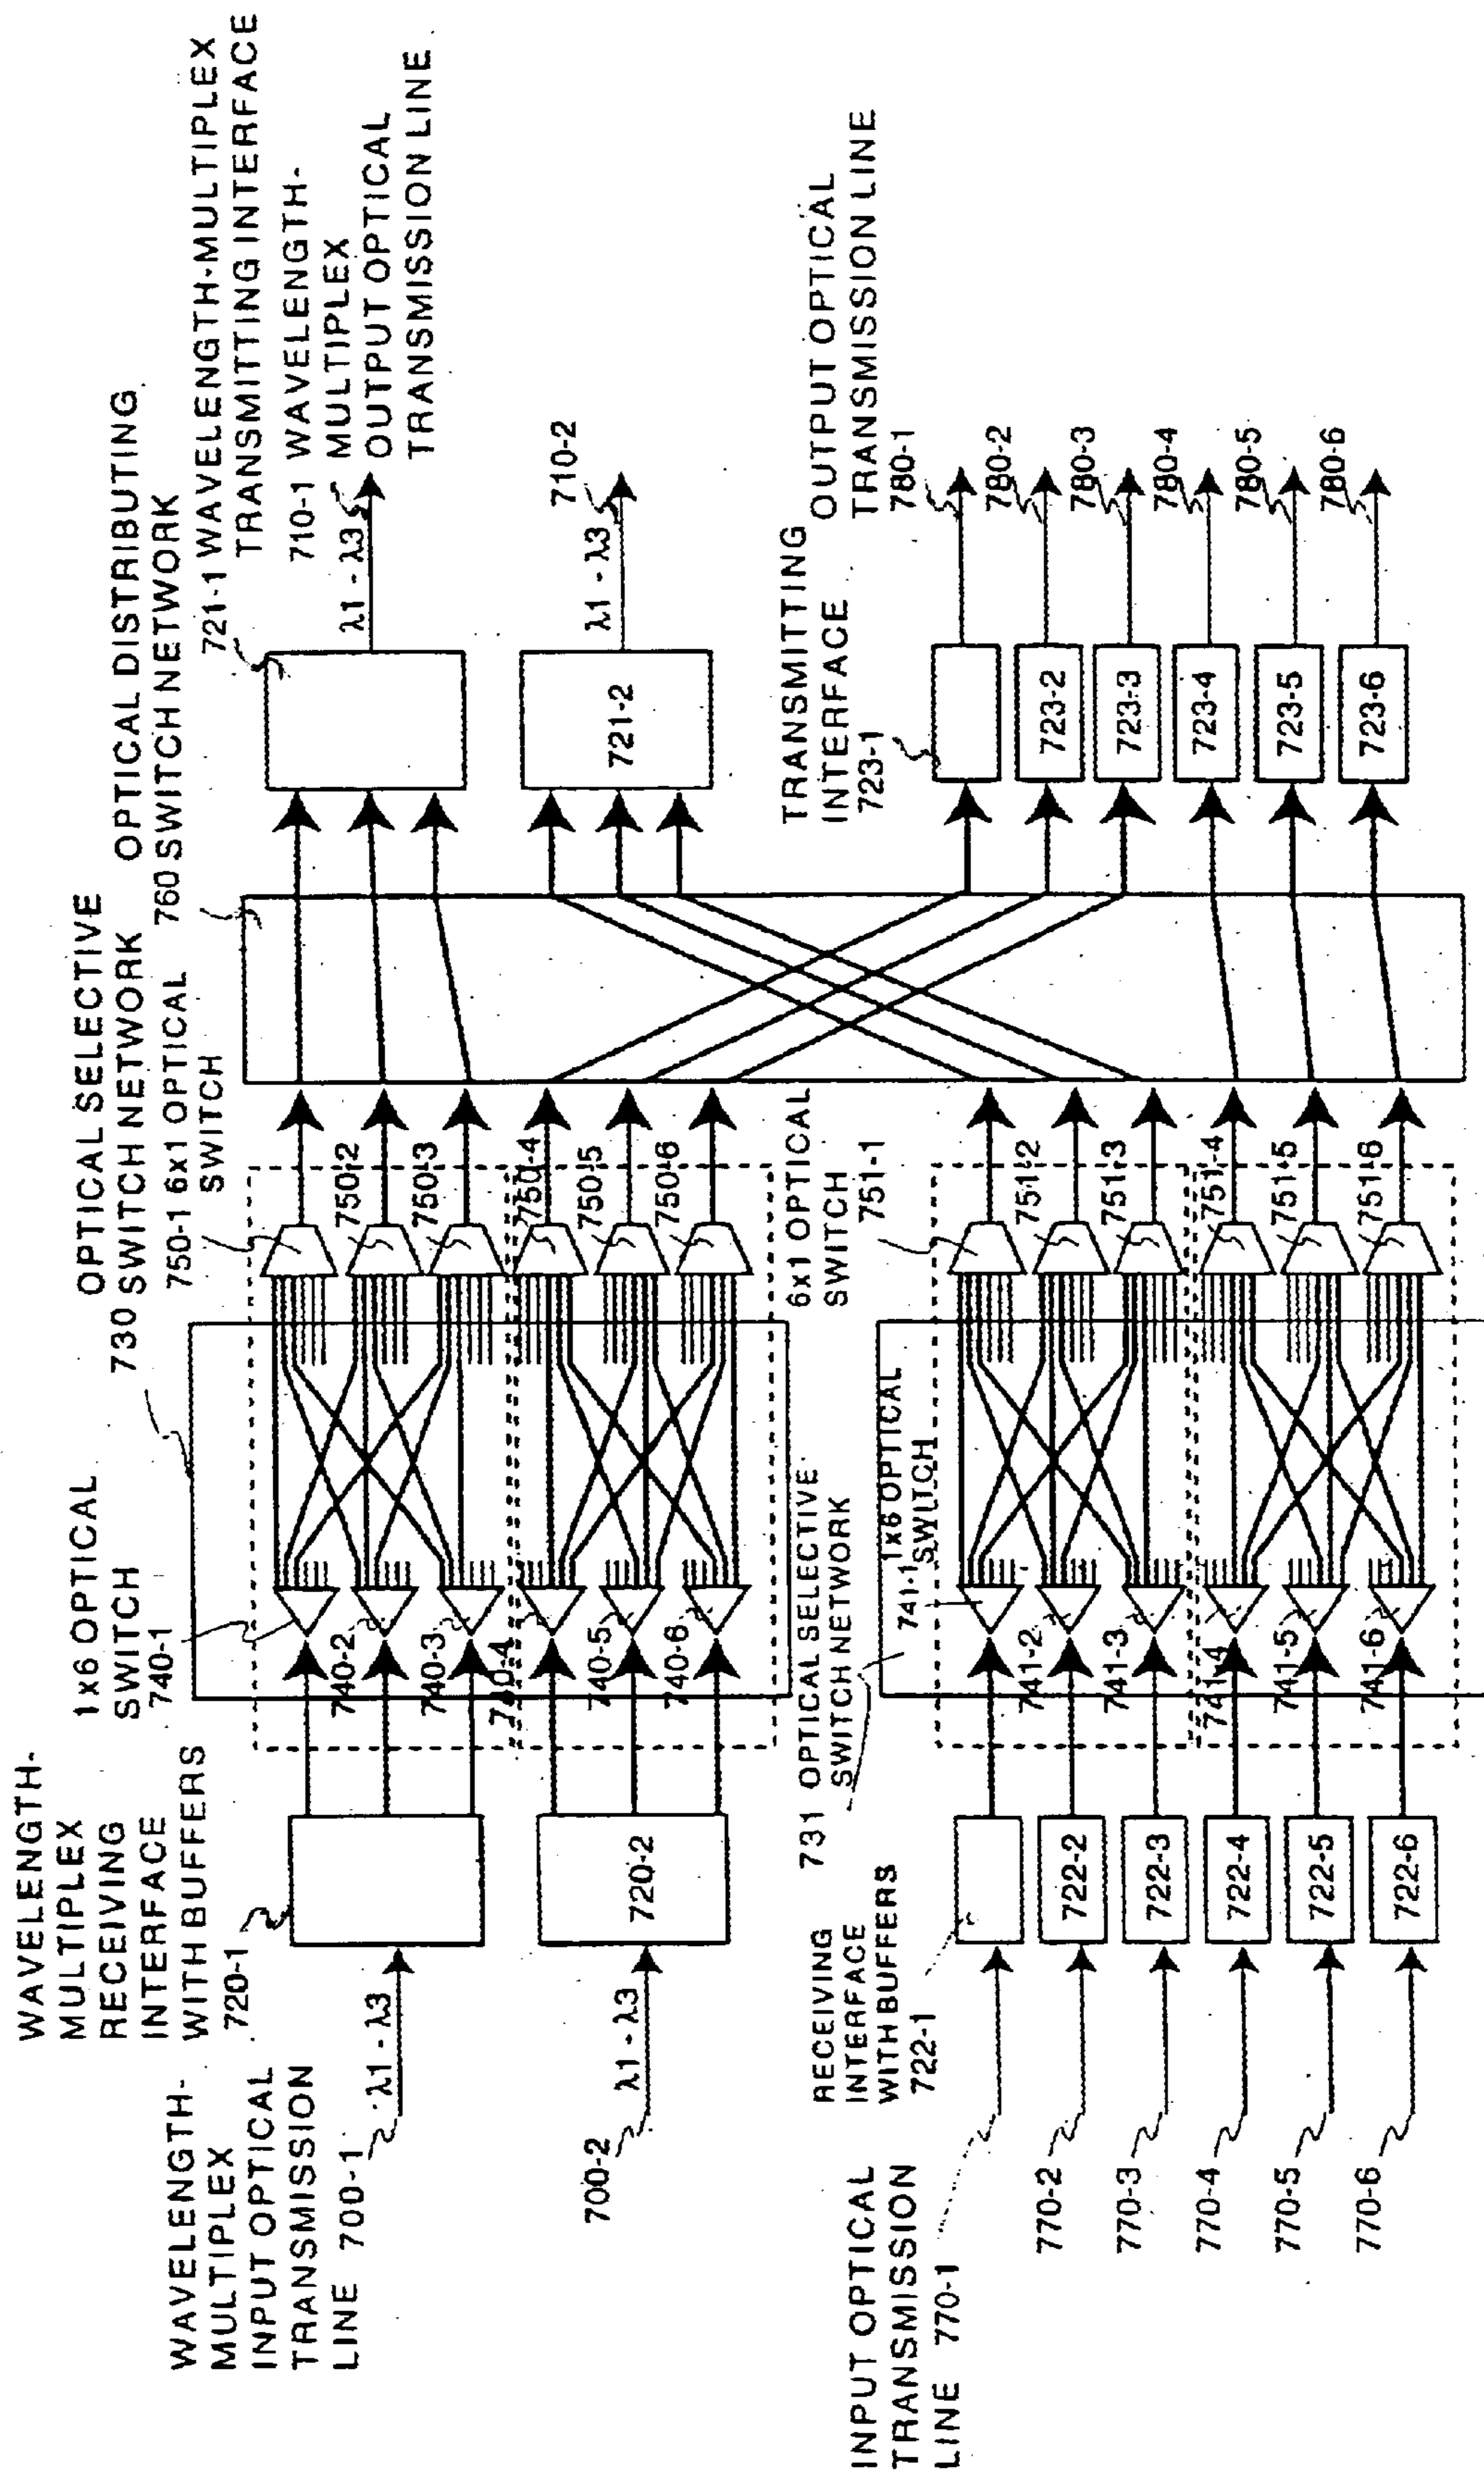 WAVELENGTH-
MULTIPLEX
RECEIVING
INTERFACE
WITH BUFFERS
720-1
WAVELENGTH-
MULTIPLEX
INPUT OPTICAL
TRANSMISSION
LINE 700-1
λ1 - λ3
700-2
λ1 - λ3
720-2
1x6 OPTICAL
SWITCH
740-1
740-2
740-3
740-4
740-5
740-6
OPTICAL SELECTIVE
730 SWITCH NETWORK
750-1 6x1 OPTICAL
SWITCH
750-2
750-3
750-4
750-5
750-6
OPTICAL DISTRIBUTING
760 SWITCH NETWORK
721-1 WAVELENGTH-MULTIPLEX
TRANSMITTING INTERFACE
710-1 WAVELENGTH-
MULTIPLEX
OUTPUT OPTICAL
TRANSMISSION LINE
λ1 - λ3
721-2
λ1 - λ3
710-2
INPUT OPTICAL
TRANSMISSION
LINE 770-1
770-2
770-3
770-4
770-5
770-6
RECEIVING
INTERFACE
WITH BUFFERS
722-1
722-2
722-3
722-4
722-5
722-6
731 OPTICAL SELECTIVE
SWITCH NETWORK
741-1 1x6 OPTICAL
SWITCH
741-2
741-3
741-4
741-5
741-6
6x1 OPTICAL
SWITCH
751-1
751-2
751-3
751-4
751-5
751-6
TRANSMITTING
INTERFACE
723-1
723-2
723-3
723-4
723-5
723-6
OUTPUT OPTICAL
TRANSMISSION LINE
780-1
780-2
780-3
780-4
780-5
780-6